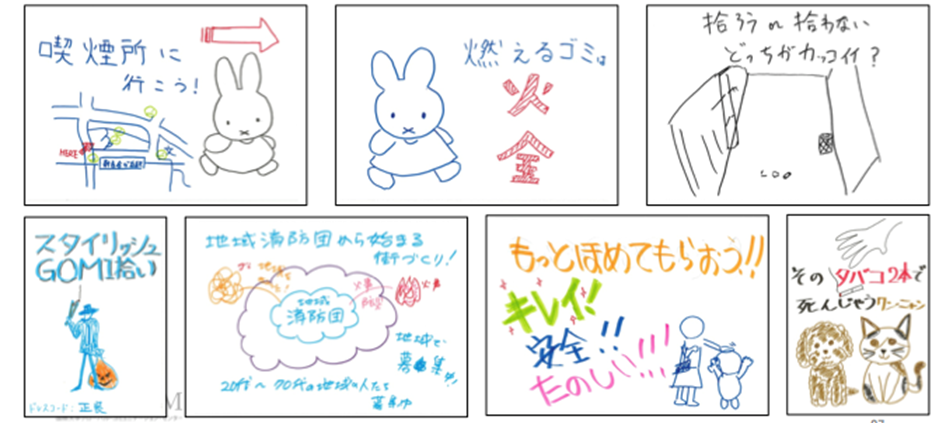 喫煙所に
行こう!
HERE
燃えるゴミは
火
金
拾う or 拾わない
どっちがカッコイイ?
スタイリッシュ
GOMI拾い
ドレスコード:正装
地域消防団から始まる
街づくり!
地域
消防団
火事
地域で
募集中!
20代〜70代の地域の人たち
募集中
もっとほめてもらおう!!
キレイ!
安全!!
たのしい!!!
その タバコ2本で
死んじゃうワンニャン